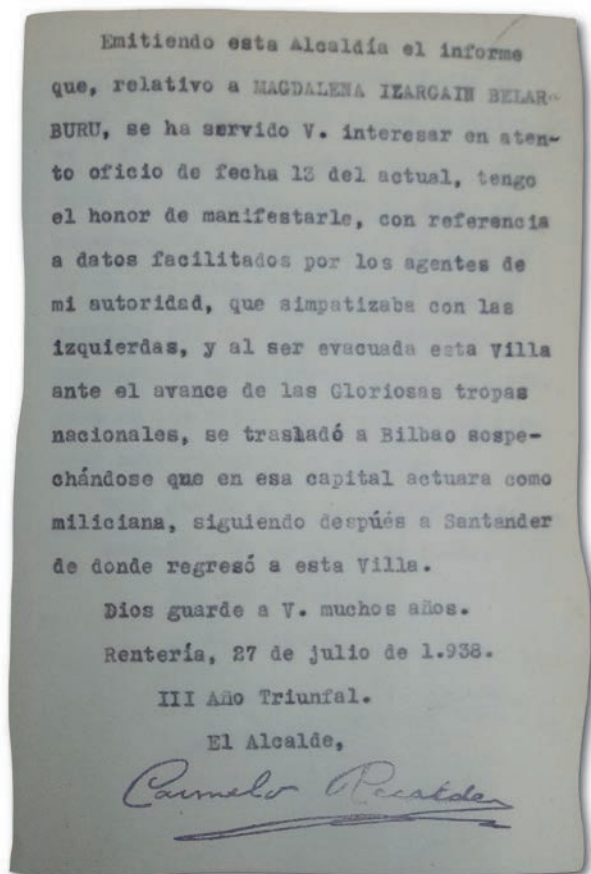 Emitiendo esta Alcaldía el informe
que, relativo a MAGDALENA IZARGAIN BELAR-
BURU, se ha servido V. interesar en aten-
to oficio de fecha 13 del actual, tengo
el honor de manifestarle, con referencia
a datos facilitados por los agentes de
mi autoridad, que simpatizaba con las
izquierdas, y al ser evacuada esta Villa
ante el avance de las Gloriosas tropas
nacionales, se trasladó a Bilbao sospe-
chándose que en esa capital actuara como
miliciana, siguiendo despúés a Santander
de donde regresó a esta Villa.
Dios guarde a V. muchos años.
Rentería, 27 de julio de 1.938.
III Año Triunfal.
El Alcalde,
Carmelo Recalde